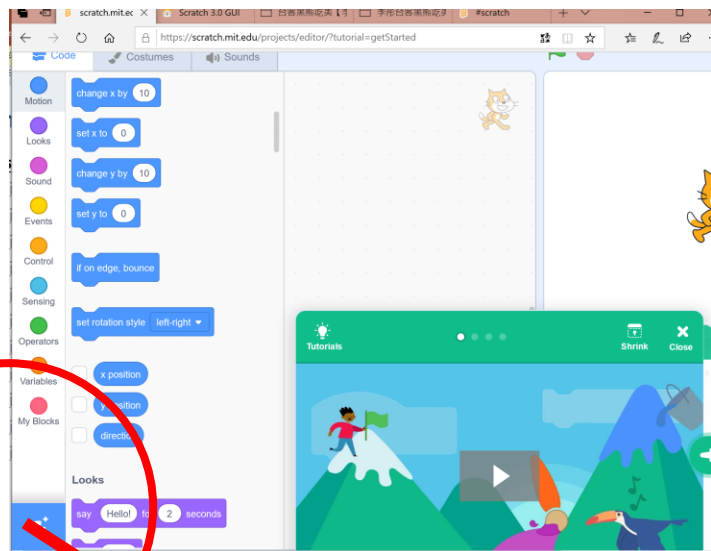 scratch.mit.ec
Scratch 3.0 GUI
#scratch
https://scratch.mit.edu/projects/editor/?tutorial=getStarted
Code
Costumes
Sounds
Motion
Looks
Sound
Events
Control
Sensing
Operators
Variables
My Blocks
change x by 10
set x to 0
change y by 10
set y to 0
if on edge, bounce
set rotation style left-right
x position
y position
direction
Looks
say Hello! for 2 seconds
Tutorials
Shrink
Close